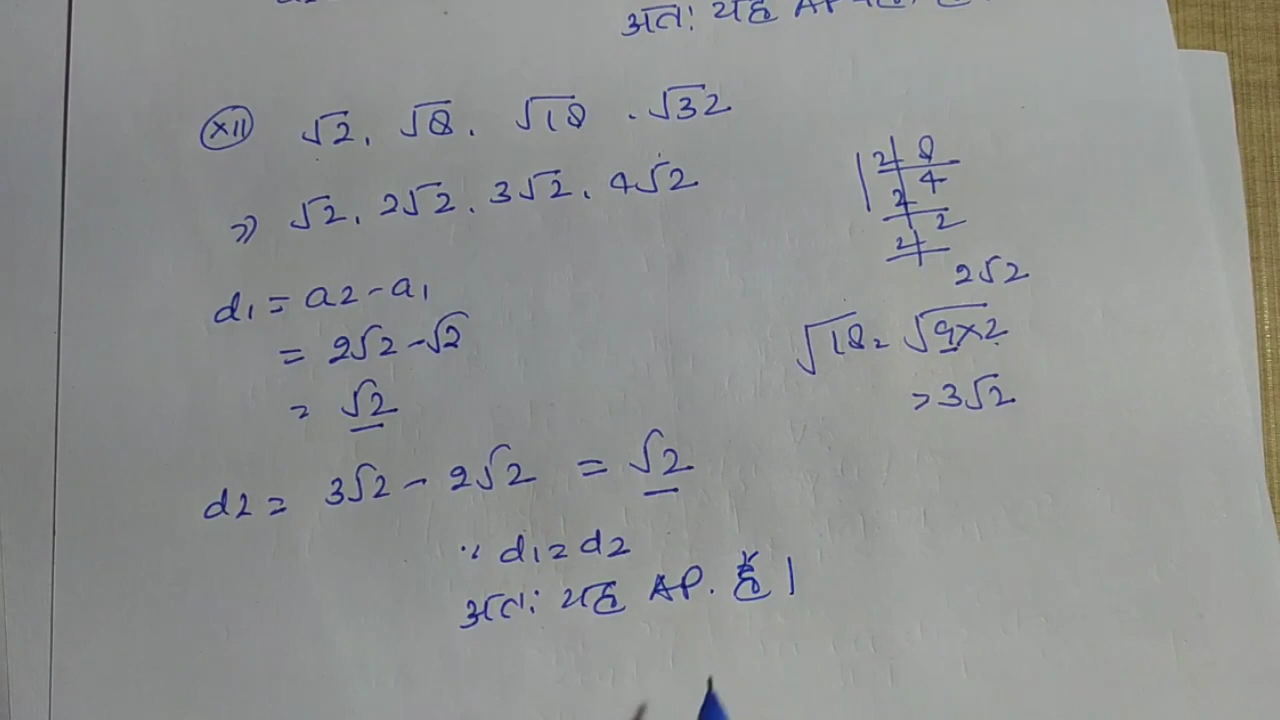 अतः यह AP
(XII) √2, √8, √18, √32
⇒ √2, 2√2, 3√2, 4√2
d1 = a2-a1
= 2√2-√2
= √2
d2 = 3√2 - 2√2 = √2
∵ d1=d2
अतः यह AP. है।
2 8
2 4
2 2
2√2
√18 = √9×2
= 3√2